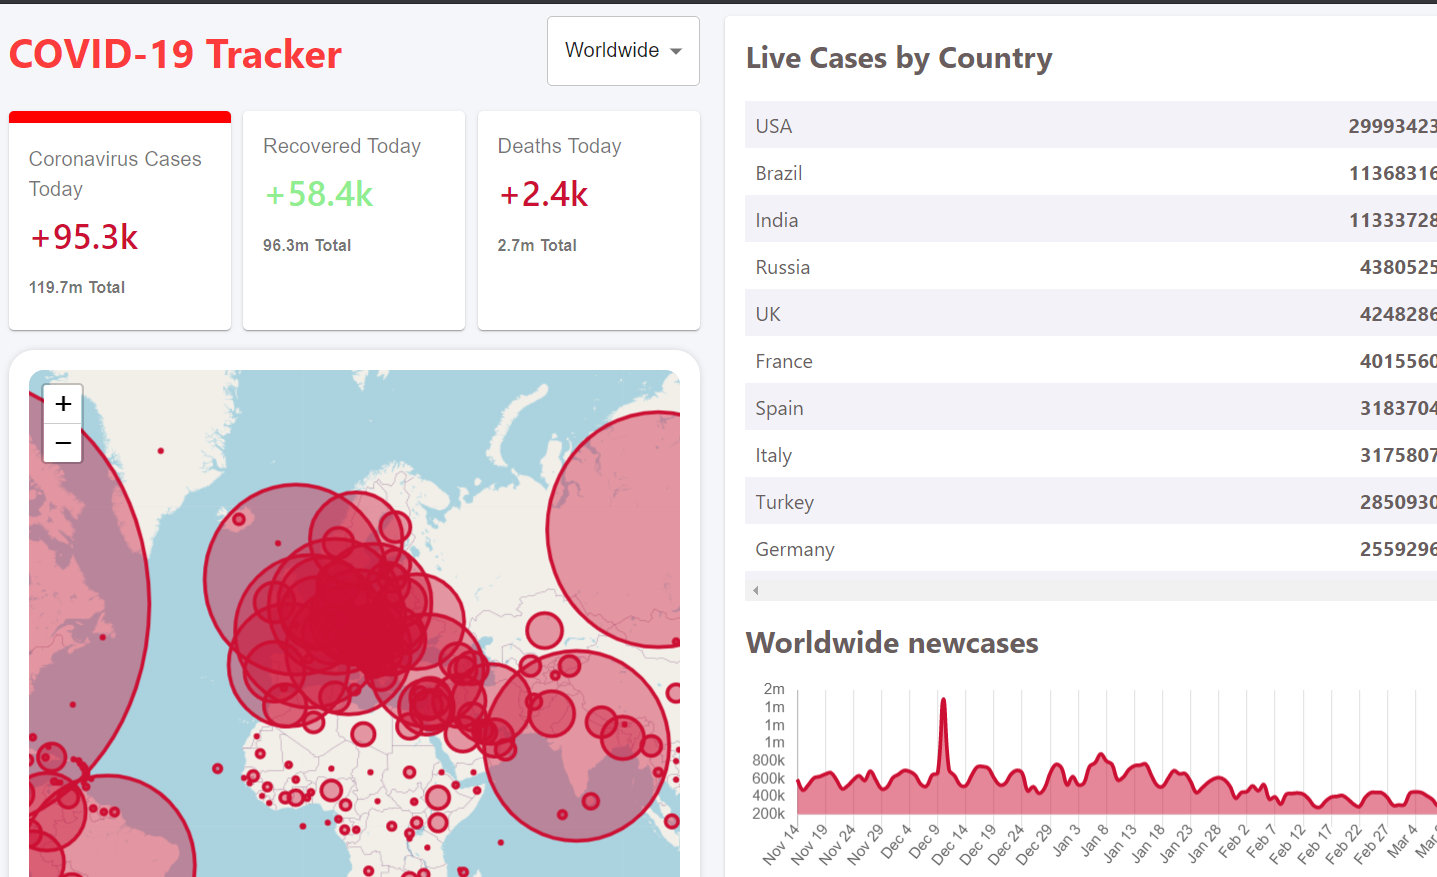 COVID-19 Tracker
Worldwide
Coronavirus Cases
Today
+95.3k
119.7m Total
Recovered Today
+58.4k
96.3m Total
Deaths Today
+2.4k
2.7m Total
+
−
Live Cases by Country
USA 29993423
Brazil 11368316
India 11333728
Russia 4380525
UK 4248286
France 4015560
Spain 3183704
Italy 3175807
Turkey 2850930
Germany 2559296
Worldwide newcases
2m
1m
1m
1m
800k
600k
400k
200k
Nov 14 Nov 19 Nov 24 Nov 29 Dec 4 Dec 9 Dec 14 Dec 19 Dec 24 Dec 29 Jan 3 Jan 8 Jan 13 Jan 18 Jan 23 Jan 28 Feb 2 Feb 7 Feb 12 Feb 17 Feb 22 Feb 27 Mar 4 Mar